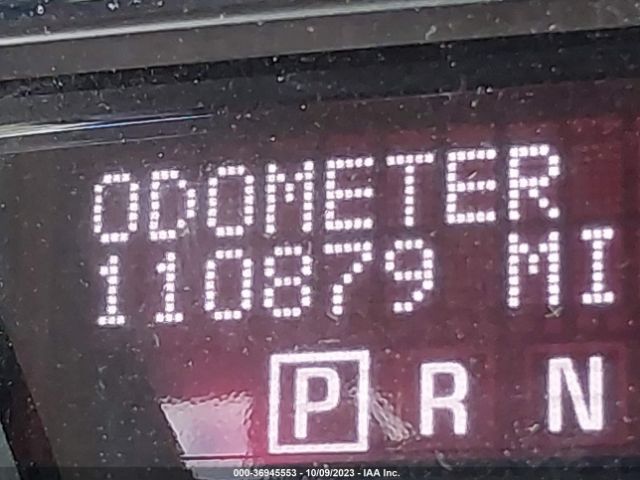 ODOMETER
110879 MI
P R N
000-36945553 - 10/09/2023 - IAA Inc.